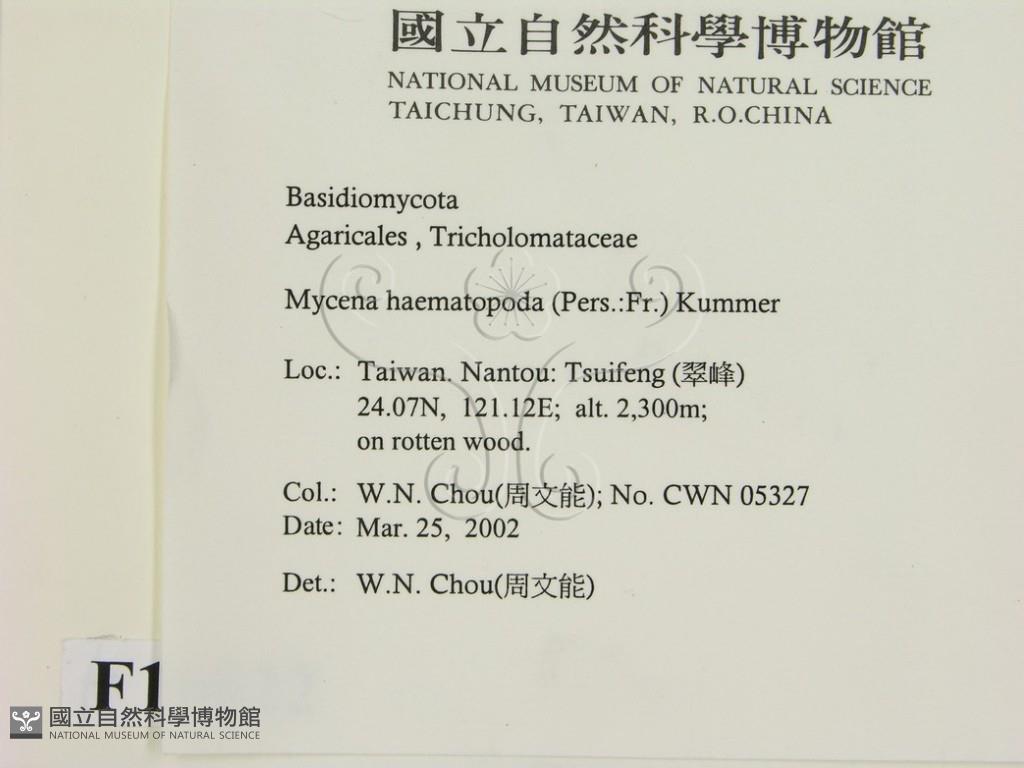 國立自然科學博物館
NATIONAL MUSEUM OF NATURAL SCIENCE
TAICHUNG, TAIWAN, R.O.CHINA
Basidiomycota
Agaricales , Tricholomataceae
Mycena haematopoda (Pers.:Fr.) Kummer
Loc.: Taiwan. Nantou: Tsuifeng (翠峰)
24.07N, 121.12E; alt. 2,300m;
on rotten wood.
Col.: W.N. Chou(周文能); No. CWN 05327
Date: Mar. 25, 2002
Det.: W.N. Chou(周文能)
F1
國立自然科學博物館
NATIONAL MUSEUM OF NATURAL SCIENCE